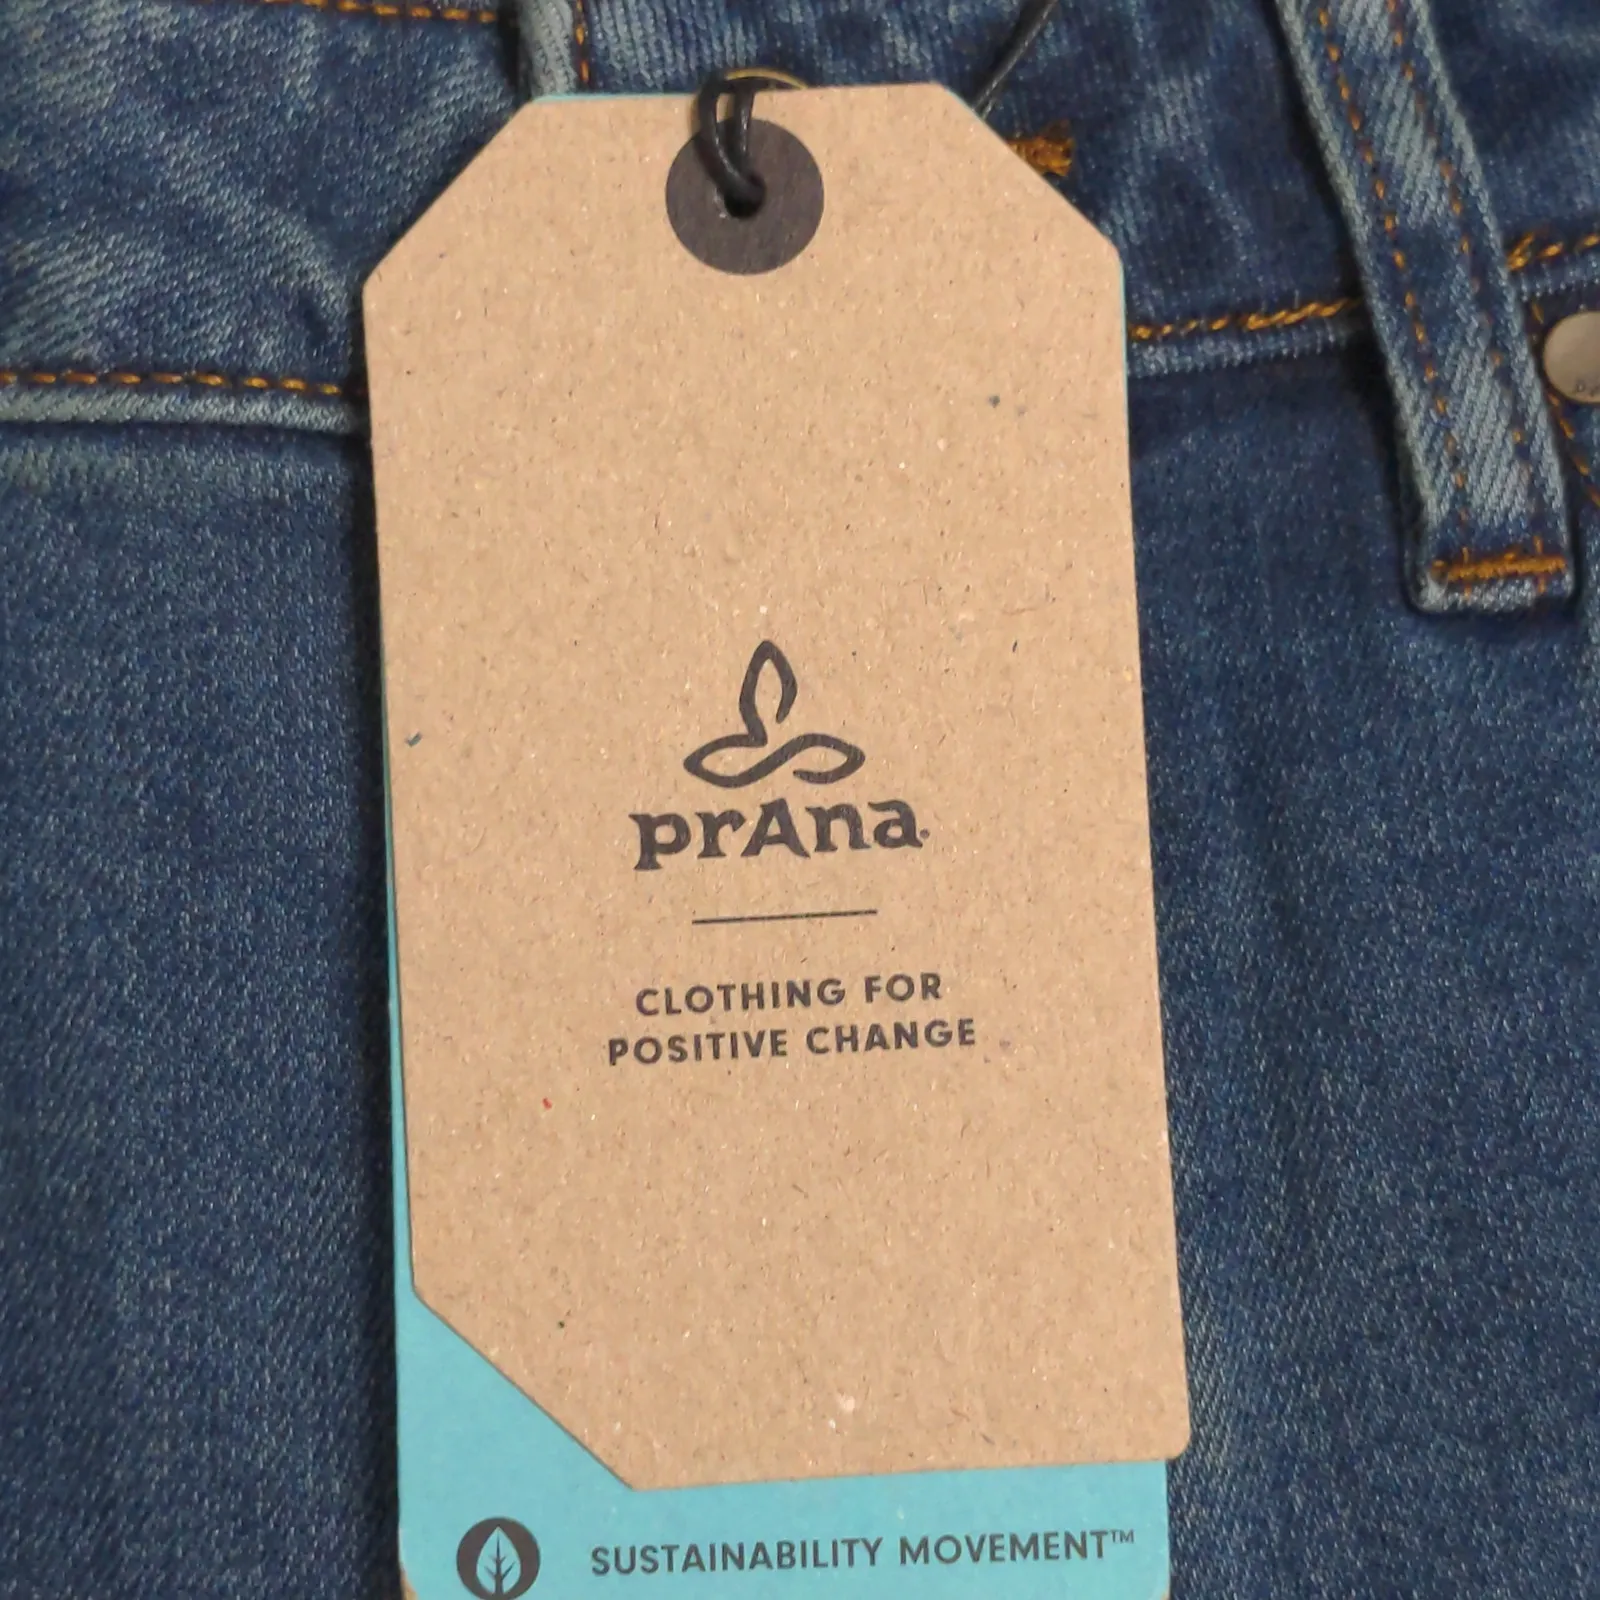 prAna
CLOTHING FOR
POSITIVE CHANGE
SUSTAINABILITY MOVEMENT™